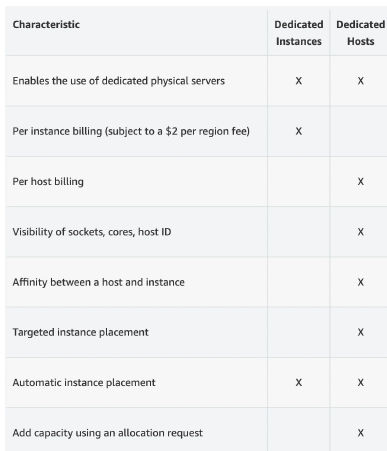 Characteristic Dedicated Dedicated
Instances Hosts
Enables the use of dedicated physical servers X X
Per instance billing (subject to a $2 per region fee) X
Per host billing X
Visibility of sockets, cores, host ID X
Affinity between a host and instance X
Targeted instance placement X
Automatic instance placement X X
Add capacity using an allocation request X